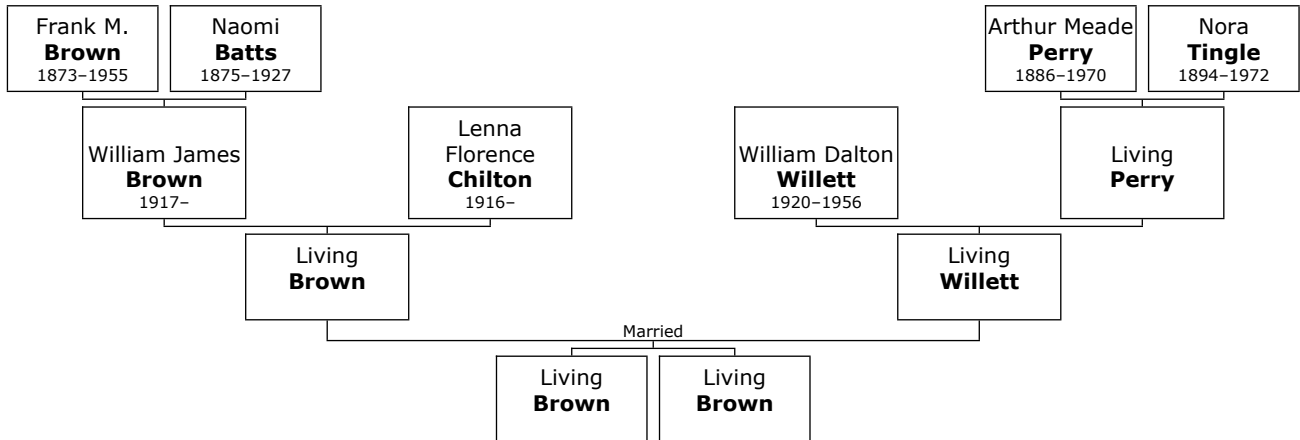 Frank M.
Brown
1873–1955
Naomi
Batts
1875–1927
Arthur Meade
Perry
1886–1970
Nora
Tingle
1894–1972
William James
Brown
1917–
Lenna
Florence
Chilton
1916–
William Dalton
Willett
1920–1956
Living
Perry
Living
Brown
Living
Willett
Married
Living
Brown
Living
Brown